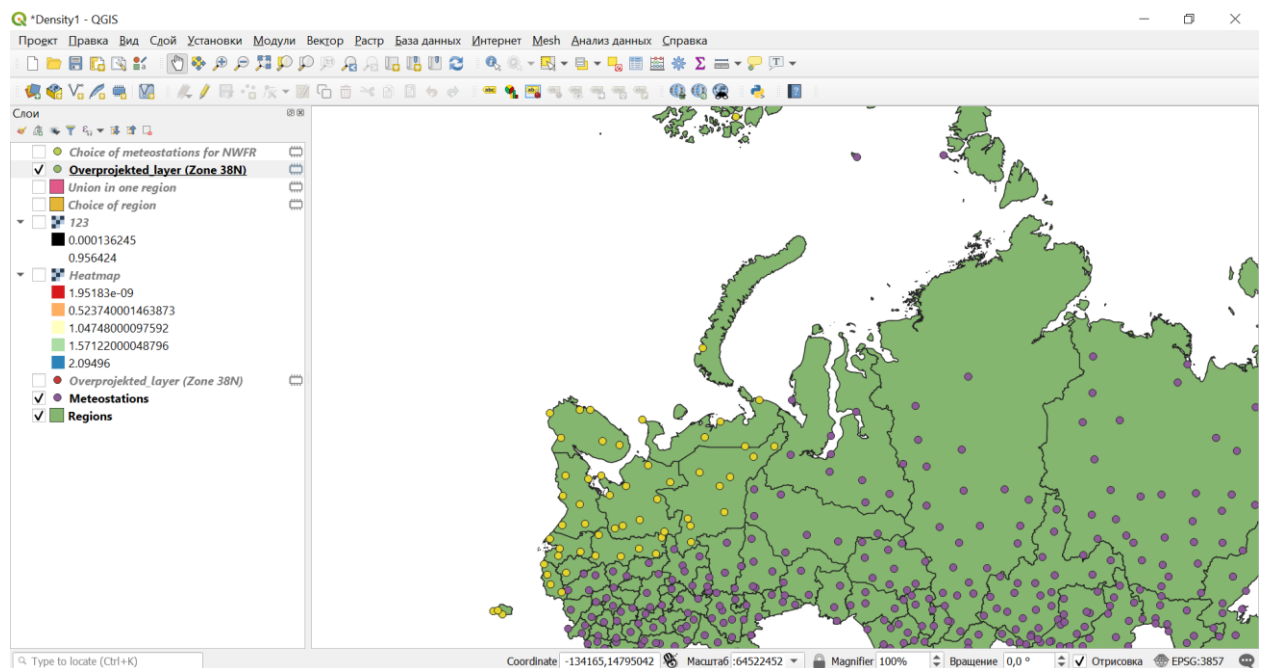 *Density1 - QGIS
Проект Правка Вид Слой Установки Модули Вектор Растр База данных Интернет Mesh Анализ данных Справка
Слои
Choice of meteostations for NWFR
Overprojekted_layer (Zone 38N)
Union in one region
Choice of region
123
0.000136245
0.956424
Heatmap
1.95183e-09
0.523740001463873
1.04748000097592
1.57122000048796
2.09496
Overprojekted_layer (Zone 38N)
Meteostations
Regions
Type to locate (Ctrl+K) Coordinate -134165,14795042 Масштаб :64522452 Magnifier 100% Вращение 0,0 ° Отрисовка EPSG:3857